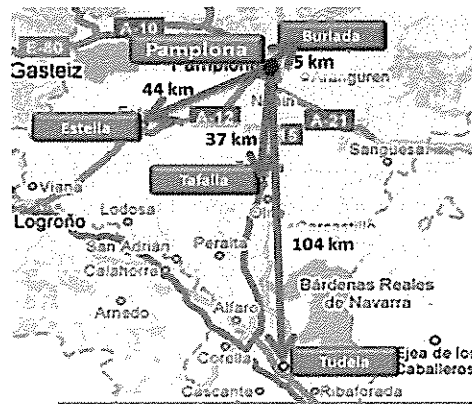 A-10
Burlada
E-80
Pamplona
Gasteiz
5 km
Aranguren
44 km
Estella
A-12
37 km
15
A-21
Sangüesa
Viana
Tafalla
Lodosa
Logroño
San Adrián
Peralta
104 km
Calahorra
Bárdenas Reales
de Navarra
Arnedo
Alfaro
Corella
Tudela
Ejea de los
Caballeros
Cascante
Ribaforada